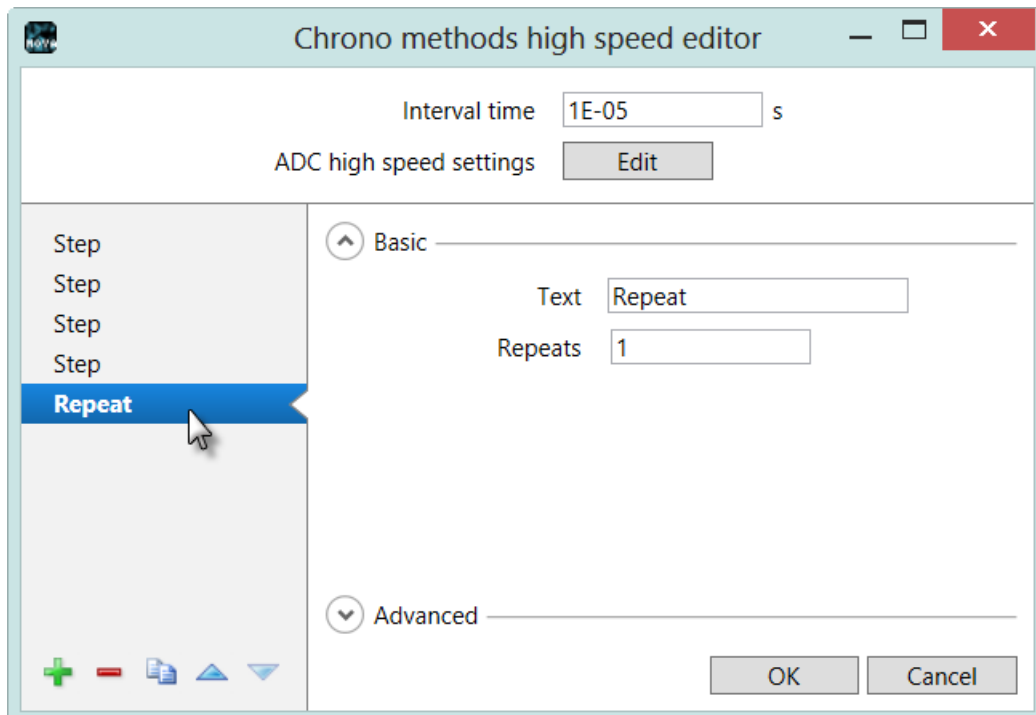 Chrono methods high speed editor
Interval time 1E-05 s
ADC high speed settings Edit
Step
Step
Step
Step
Repeat
Basic
Text Repeat
Repeats 1
Advanced
OK Cancel